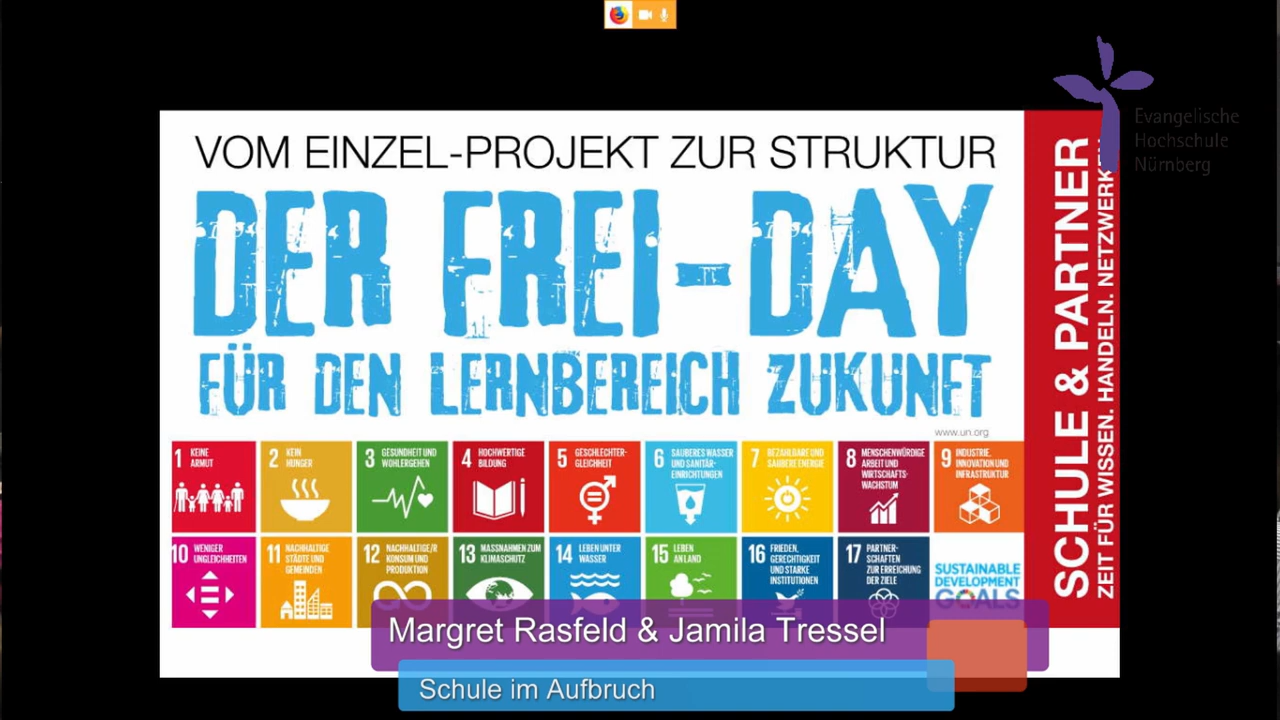 Evangelische
Hochschule
Nürnberg
VOM EINZEL-PROJEKT ZUR STRUKTUR
DER FREI-DAY
FÜR DEN LERNBEREICH ZUKUNFT
www.un.org
1 KEINE
ARMUT
2 KEIN
HUNGER
3 GESUNDHEIT UND
WOHLERGEHEN
4 HOCHWERTIGE
BILDUNG
5 GESCHLECHTER-
GLEICHHEIT
6 SAUBERES WASSER
UND SANITÄR-
EINRICHTUNGEN
7 BEZAHLBARE UND
SAUBERE ENERGIE
8 MENSCHENWÜRDIGE
ARBEIT UND
WIRTSCHAFTS-
WACHSTUM
9 INDUSTRIE,
INNOVATION UND
INFRASTRUKTUR
10 WENIGER
UNGLEICHHEITEN
11 NACHHALTIGE
STÄDTE UND
GEMEINDEN
12 NACHHALTIGE/R
KONSUM UND
PRODUKTION
13 MASSNAHMEN ZUM
KLIMASCHUTZ
14 LEBEN UNTER
WASSER
15 LEBEN
AN LAND
16 FRIEDEN,
GERECHTIGKEIT
UND STARKE
INSTITUTIONEN
17 PARTNER-
SCHAFTEN
ZUR ERREICHUNG
DER ZIELE
SUSTAINABLE
DEVELOPMENT
GOALS
SCHULE & PARTNER
ZEIT FÜR WISSEN. HANDELN. NETZWERKEN
Margret Rasfeld & Jamila Tressel
Schule im Aufbruch